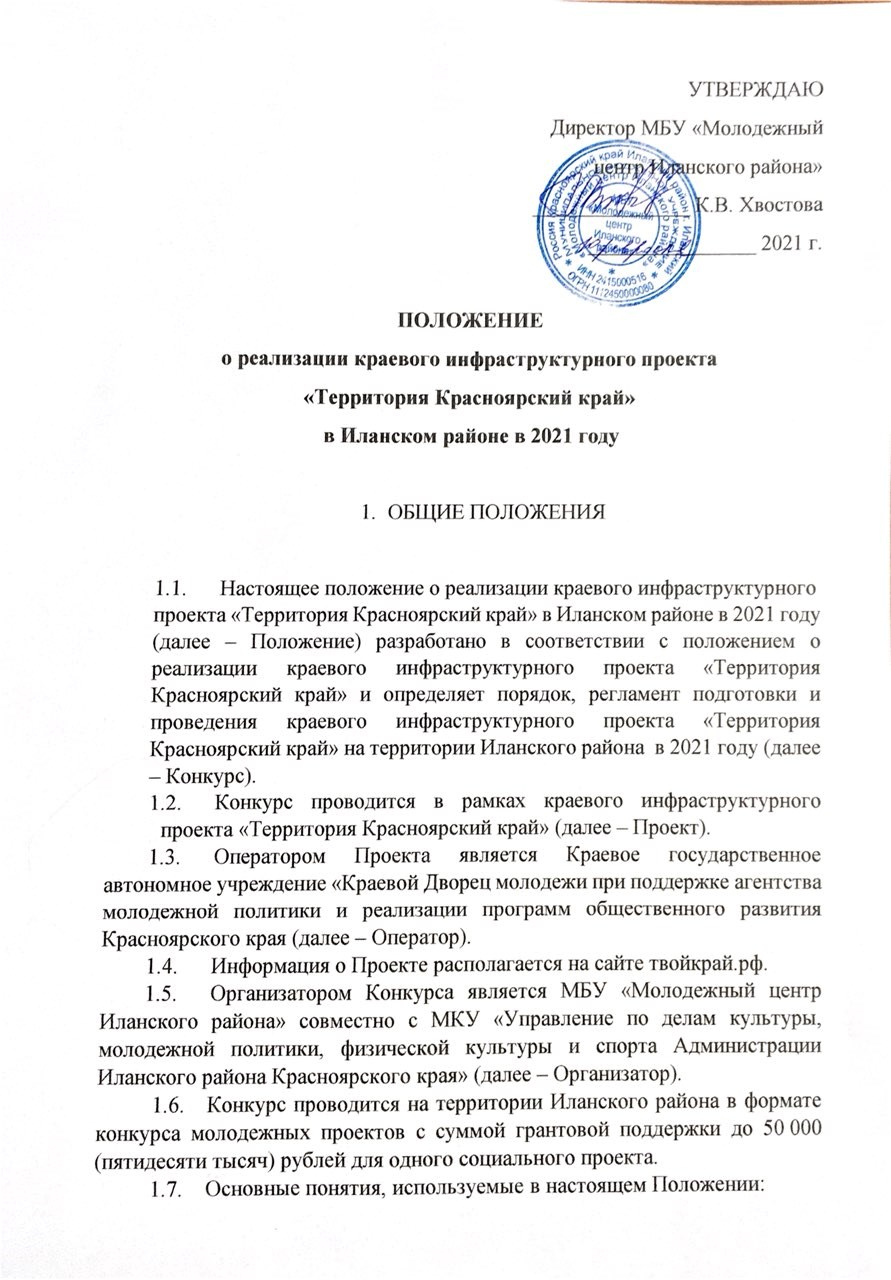 УТВЕРЖДАЮ
Директор МБУ «Молодежный
центр Иланского района»
К.В. Хвостова
2021 г.
ПОЛОЖЕНИЕ
о реализации краевого инфраструктурного проекта
«Территория Красноярский край»
в Иланском районе в 2021 году
1. ОБЩИЕ ПОЛОЖЕНИЯ
1.1. Настоящее положение о реализации краевого инфраструктурного
проекта «Территория Красноярский край» в Иланском районе в 2021 году
(далее – Положение) разработано в соответствии с положением о
реализации краевого инфраструктурного проекта «Территория
Красноярский край» и определяет порядок, регламент подготовки и
проведения краевого инфраструктурного проекта «Территория
Красноярский край» на территории Иланского района в 2021 году (далее
– Конкурс).
1.2. Конкурс проводится в рамках краевого инфраструктурного
проекта «Территория Красноярский край» (далее – Проект).
1.3. Оператором Проекта является Краевое государственное
автономное учреждение «Краевой Дворец молодежи при поддержке агентства
молодежной политики и реализации программ общественного развития
Красноярского края (далее – Оператор).
1.4. Информация о Проекте располагается на сайте твойкрай.рф.
1.5. Организатором Конкурса является МБУ «Молодежный центр
Иланского района» совместно с МКУ «Управление по делам культуры,
молодежной политики, физической культуры и спорта Администрации
Иланского района Красноярского края» (далее – Организатор).
1.6. Конкурс проводится на территории Иланского района в формате
конкурса молодежных проектов с суммой грантовой поддержки до 50 000
(пятидесяти тысяч) рублей для одного социального проекта.
1.7. Основные понятия, используемые в настоящем Положении: